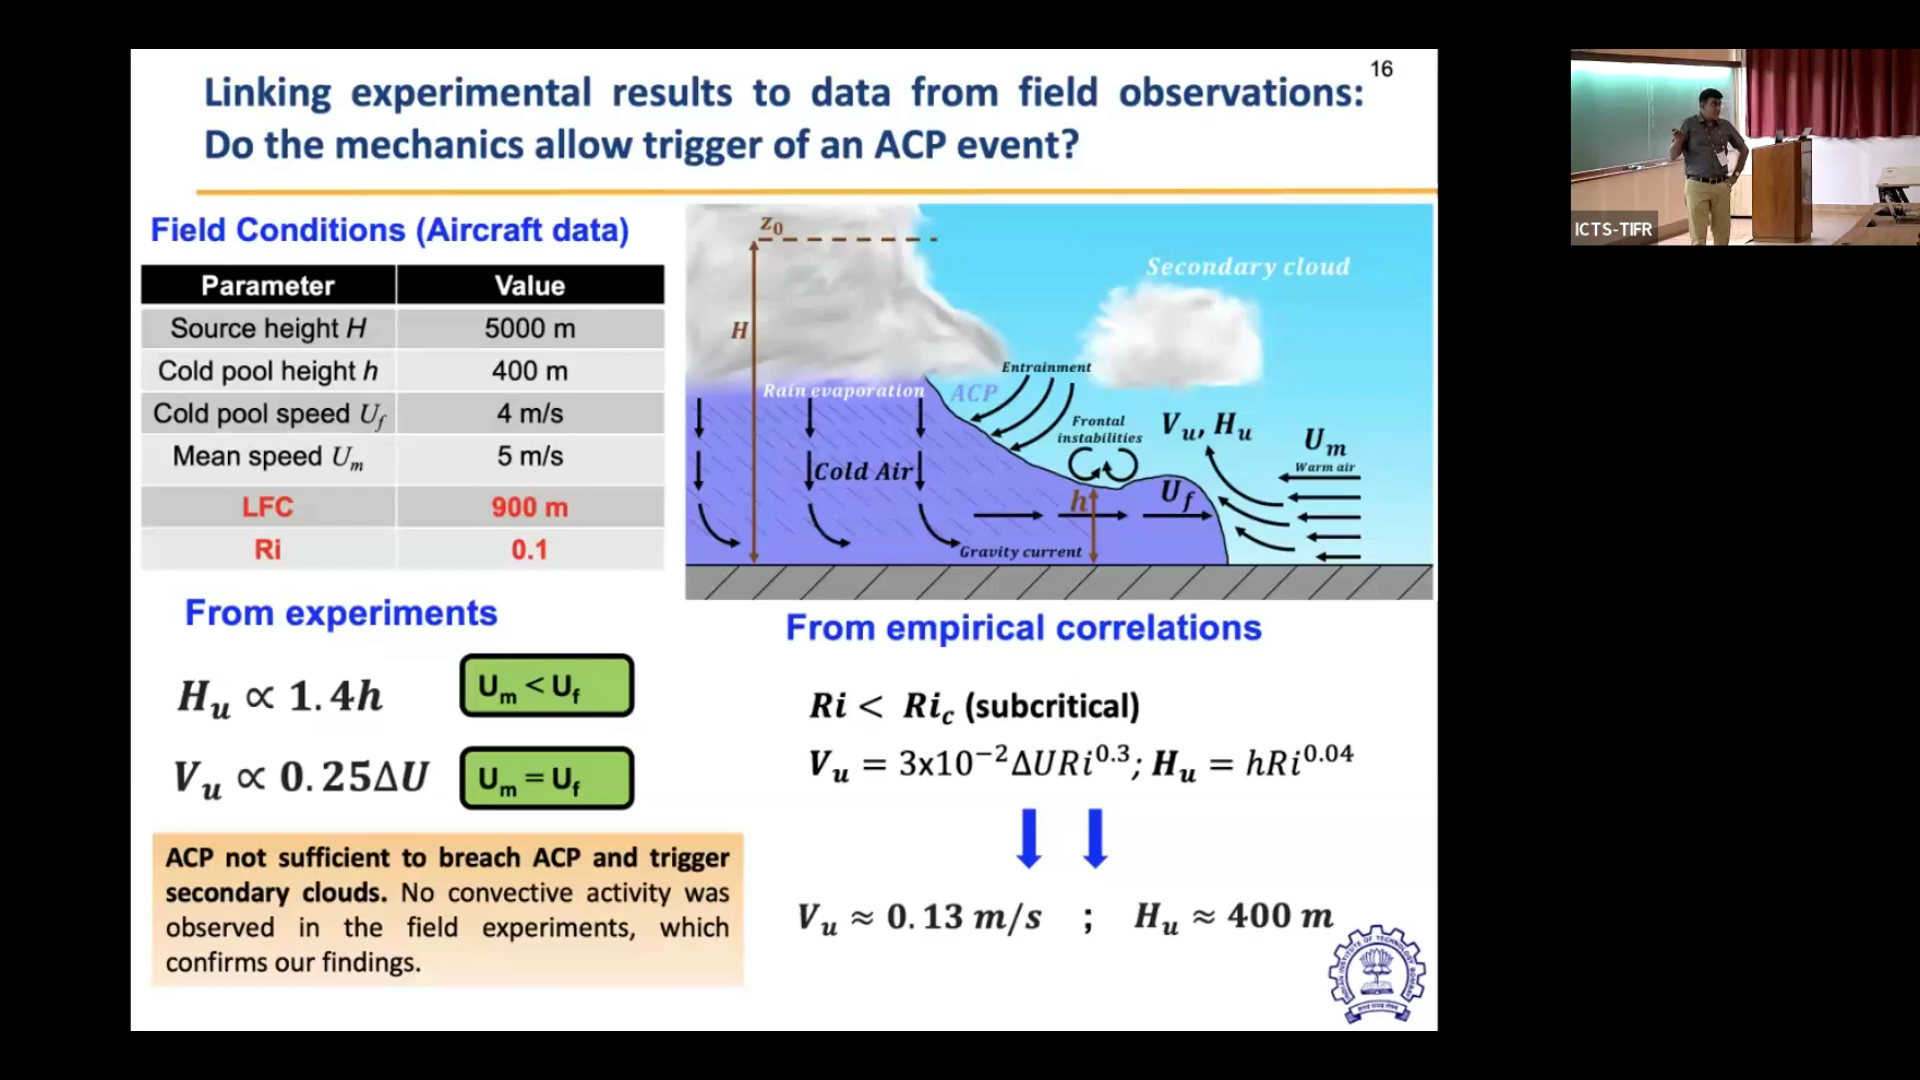 16
Linking experimental results to data from field observations:
Do the mechanics allow trigger of an ACP event?
Field Conditions (Aircraft data)
Parameter Value
Source height H 5000 m
Cold pool height h 400 m
Cold pool speed U_f 4 m/s
Mean speed U_m 5 m/s
LFC 900 m
Ri 0.1
z₀
H
Secondary cloud
Entrainment
Rain evaporation
ACP
Frontal
instabilities
V_u, H_u
U_m
Warm air
Cold Air
h
U_f
Gravity current
From experiments
H_u ∝ 1.4h
U_m < U_f
V_u ∝ 0.25ΔU
U_m = U_f
ACP not sufficient to breach ACP and trigger
secondary clouds. No convective activity was
observed in the field experiments, which
confirms our findings.
From empirical correlations
Ri < Ri_c (subcritical)
V_u = 3x10⁻²ΔURi^0.3; H_u = hRi^0.04
V_u ≈ 0.13 m/s ; H_u ≈ 400 m
ICTS-TIFR